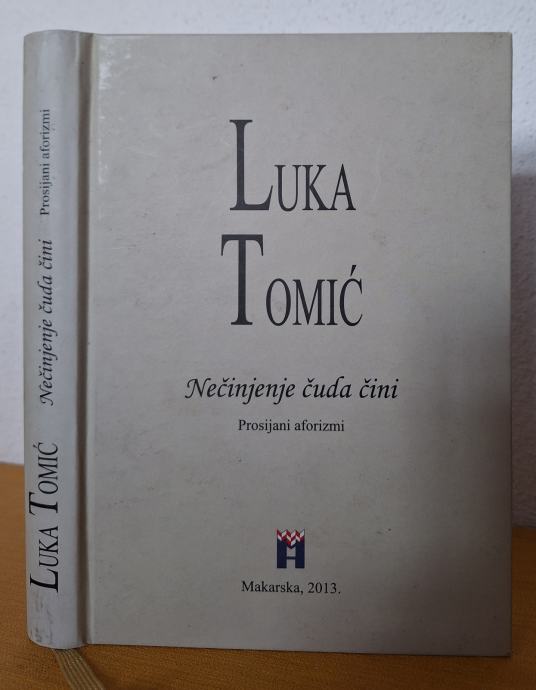 LUKA
TOMIĆ
Nečinjenje čuda čini
Prosijani aforizmi
Makarska, 2013.
LUKA TOMIĆ Nečinjenje čuda čini Prosijani aforizmi